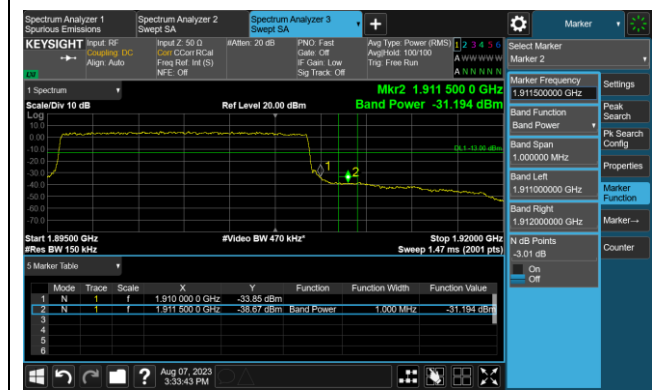 Spectrum Analyzer 1
Spurious Emissions
Spectrum Analyzer 2
Swept SA
Spectrum Analyzer 3
Swept SA
+
Marker
KEYSIGHT
Input: RF
Coupling: DC
Align: Auto
Input Z: 50 Ω
Corr CCorr RCal
Freq Ref: Int (S)
NFE: Off
#Atten: 20 dB
PNO: Fast
Gate: Off
IF Gain: Low
Sig Track: Off
Avg Type: Power (RMS)
Avg|Hold: 100/100
Trig: Free Run
1 2 3 4 5 6
A W W W W W
A N N N N N
Select Marker
Marker 2
1 Spectrum
Scale/Div 10 dB
Log
Ref Level 20.00 dBm
Mkr2 1.911 500 0 GHz
Band Power -31.194 dBm
10.0
0.00
-10.0
-20.0
-30.0
-40.0
-50.0
-60.0
-70.0
DL1 -13.00 dBm
1
2
Start 1.89500 GHz
#Res BW 150 kHz
#Video BW 470 kHz*
Stop 1.92000 GHz
Sweep 1.47 ms (2001 pts)
5 Marker Table
Mode Trace Scale X Y Function Function Width Function Value
1 N 1 f 1.910 000 0 GHz -33.85 dBm
2 N 1 f 1.911 500 0 GHz -38.67 dBm Band Power 1.000 MHz -31.194 dBm
3
4
5
6
Marker Frequency
1.911500000 GHz
Band Function
Band Power
Band Span
1.000000 MHz
Band Left
1.911000000 GHz
Band Right
1.912000000 GHz
N dB Points
-3.01 dB
On
Off
Settings
Peak
Search
Pk Search
Config
Properties
Marker
Function
Marker→
Counter
?
Aug 07, 2023
3:33:43 PM